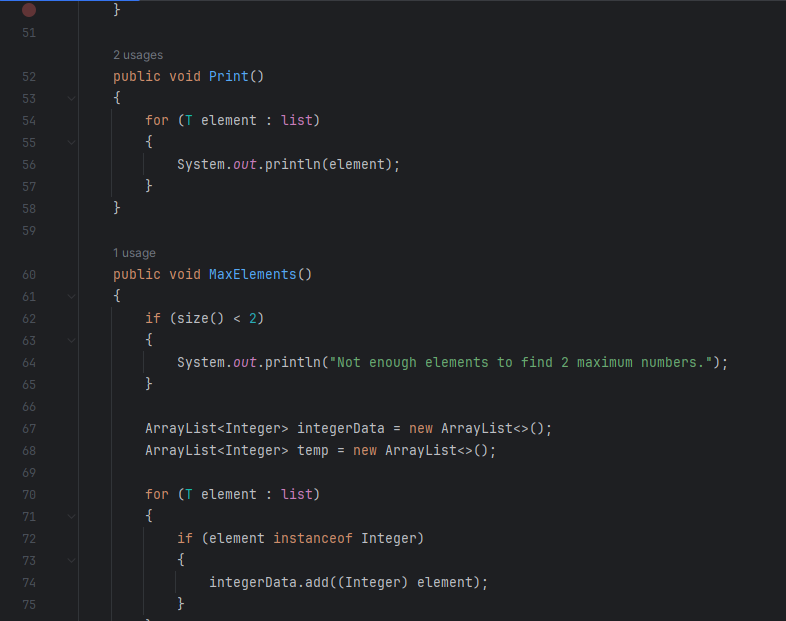 }
51
2 usages
52 public void Print()
53 {
54 for (T element : list)
55 {
56 System.out.println(element);
57 }
58 }
59
1 usage
60 public void MaxElements()
61 {
62 if (size() < 2)
63 {
64 System.out.println("Not enough elements to find 2 maximum numbers.");
65 }
66
67 ArrayList<Integer> integerData = new ArrayList<>();
68 ArrayList<Integer> temp = new ArrayList<>();
69
70 for (T element : list)
71 {
72 if (element instanceof Integer)
73 {
74 integerData.add((Integer) element);
75 }